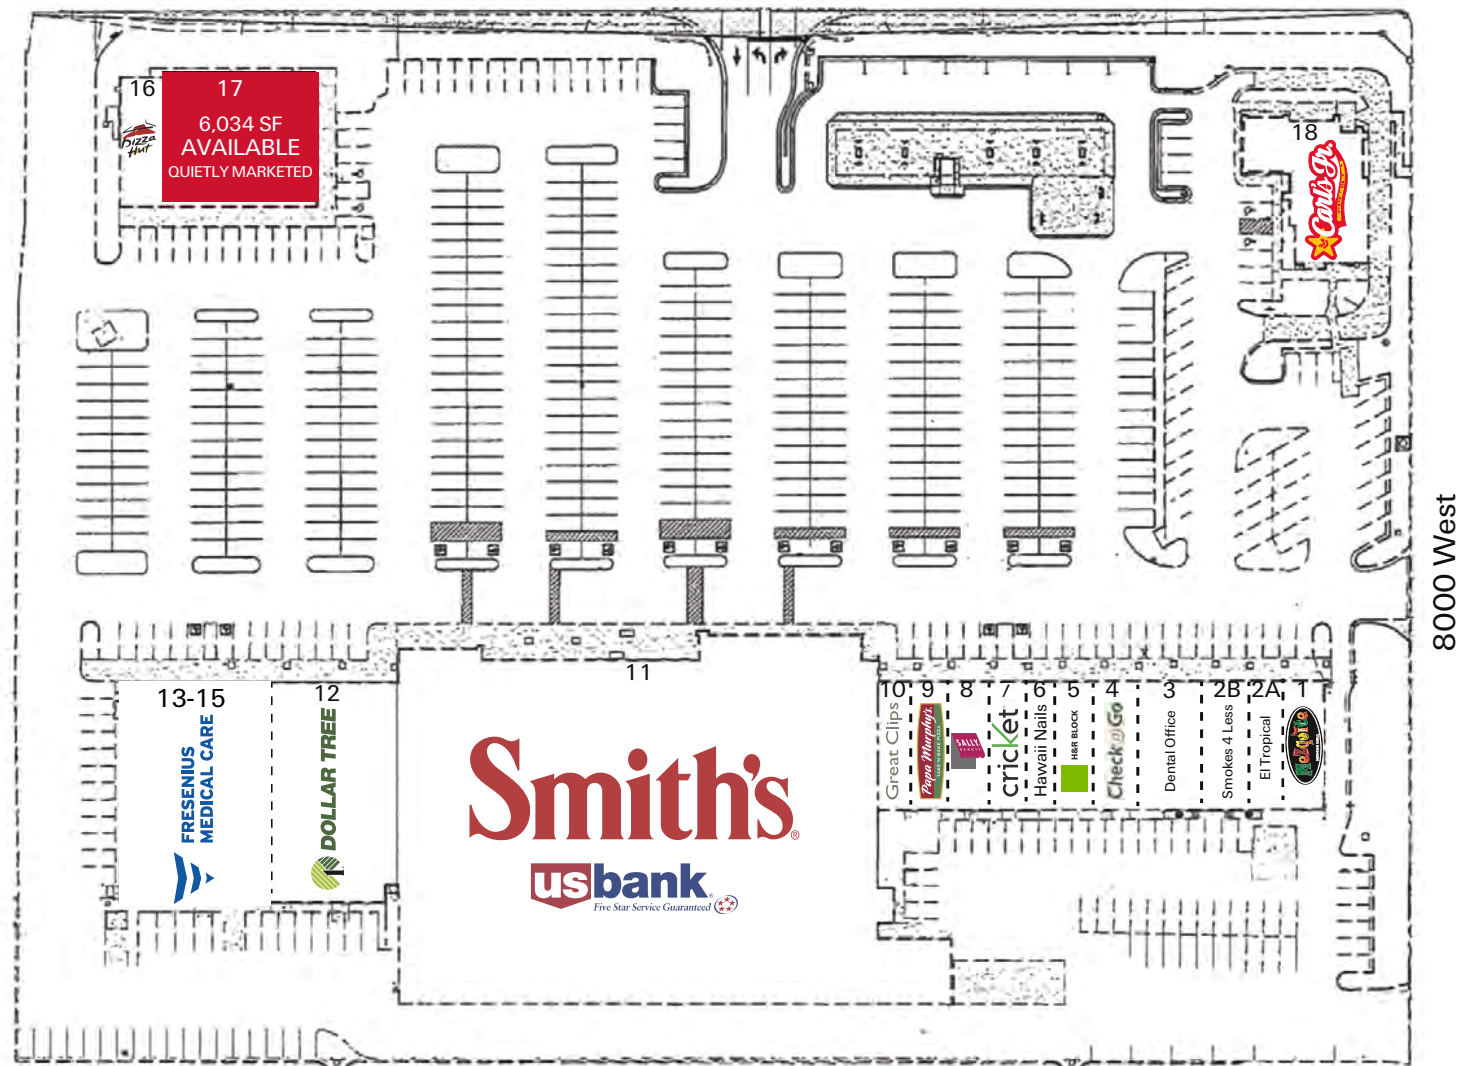 16
17
6,034 SF
AVAILABLE
QUIETLY MARKETED
Pizza
Hut
18
Carl's Jr.
8000 West
13-15
FRESENIUS
MEDICAL CARE
12
DOLLAR TREE
11
Smith's
usbank
Five Star Service Guaranteed
10
Great Clips
9
Papa Murphy's
8
SALLY
BEAUTY
7
cricket
6
Hawaii Nails
5
H&R BLOCK
4
Check n Go
3
Dental Office
2B
Smokes 4 Less
2A
El Tropical
1
Mezquite